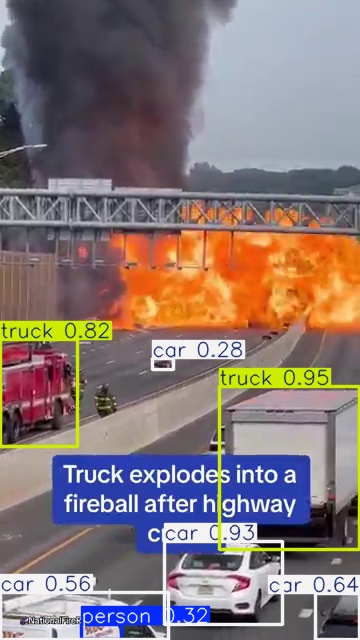 truck 0.82
car 0.28
truck 0.95
Truck explodes into a
fireball after highway
car 0.93
car 0.56
car 0.64
person 0.32